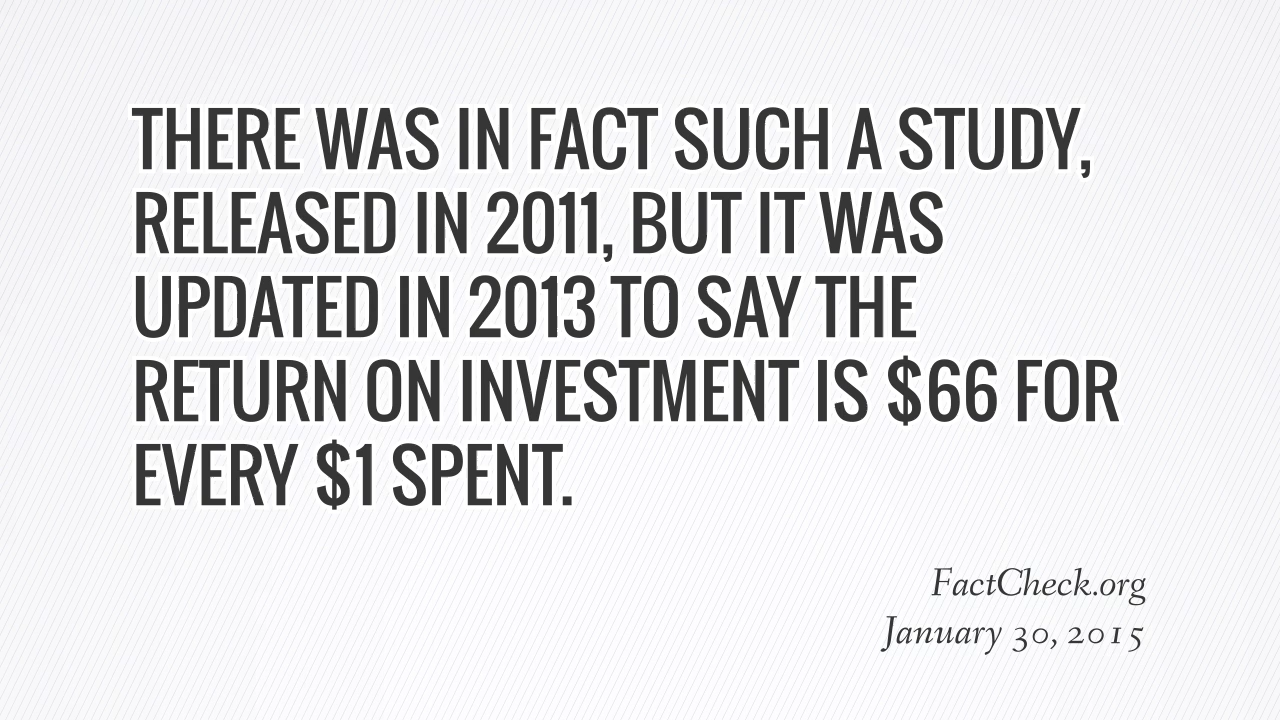 THERE WAS IN FACT SUCH A STUDY,
RELEASED IN 2011, BUT IT WAS
UPDATED IN 2013 TO SAY THE
RETURN ON INVESTMENT IS $66 FOR
EVERY $1 SPENT.
FactCheck.org
January 30, 2015